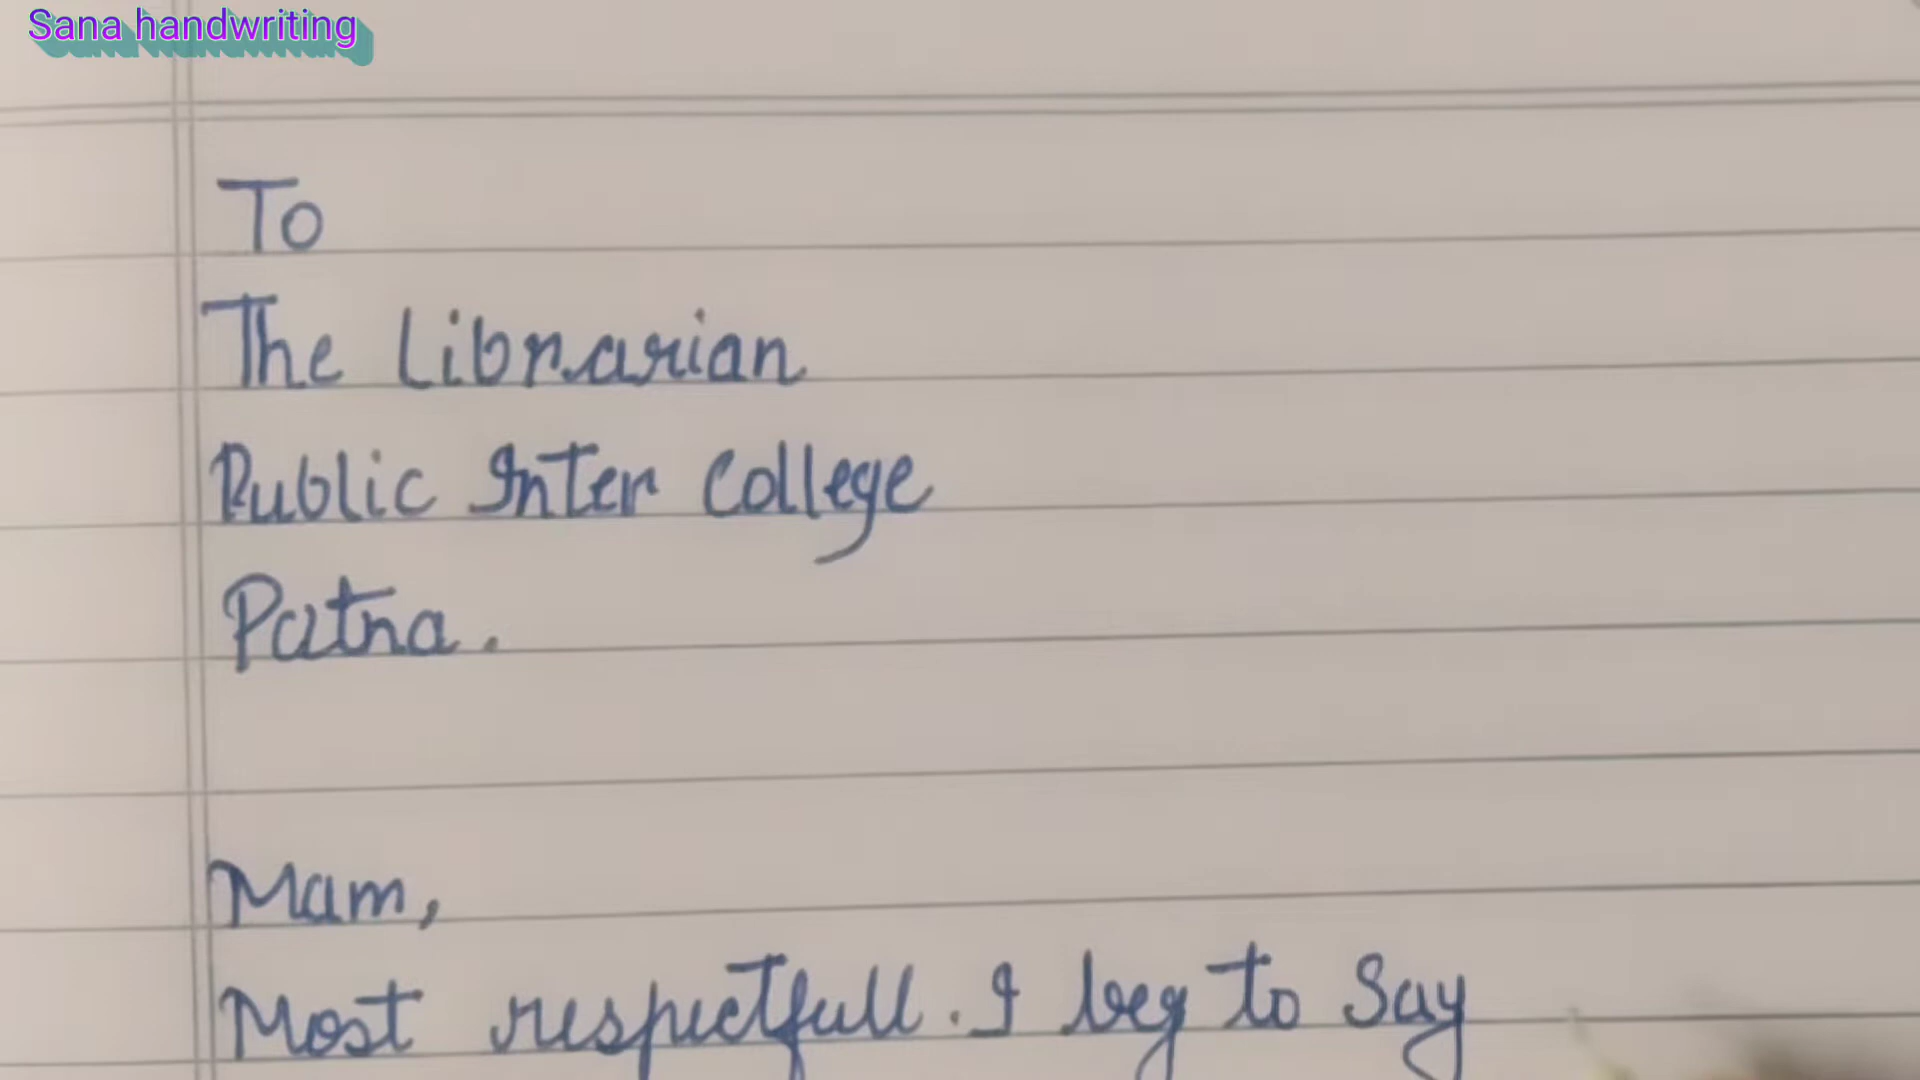 Sana handwriting
To
The Librarian
Public Inter College
Patna.
Mam,
Most respectfull. I beg to Say